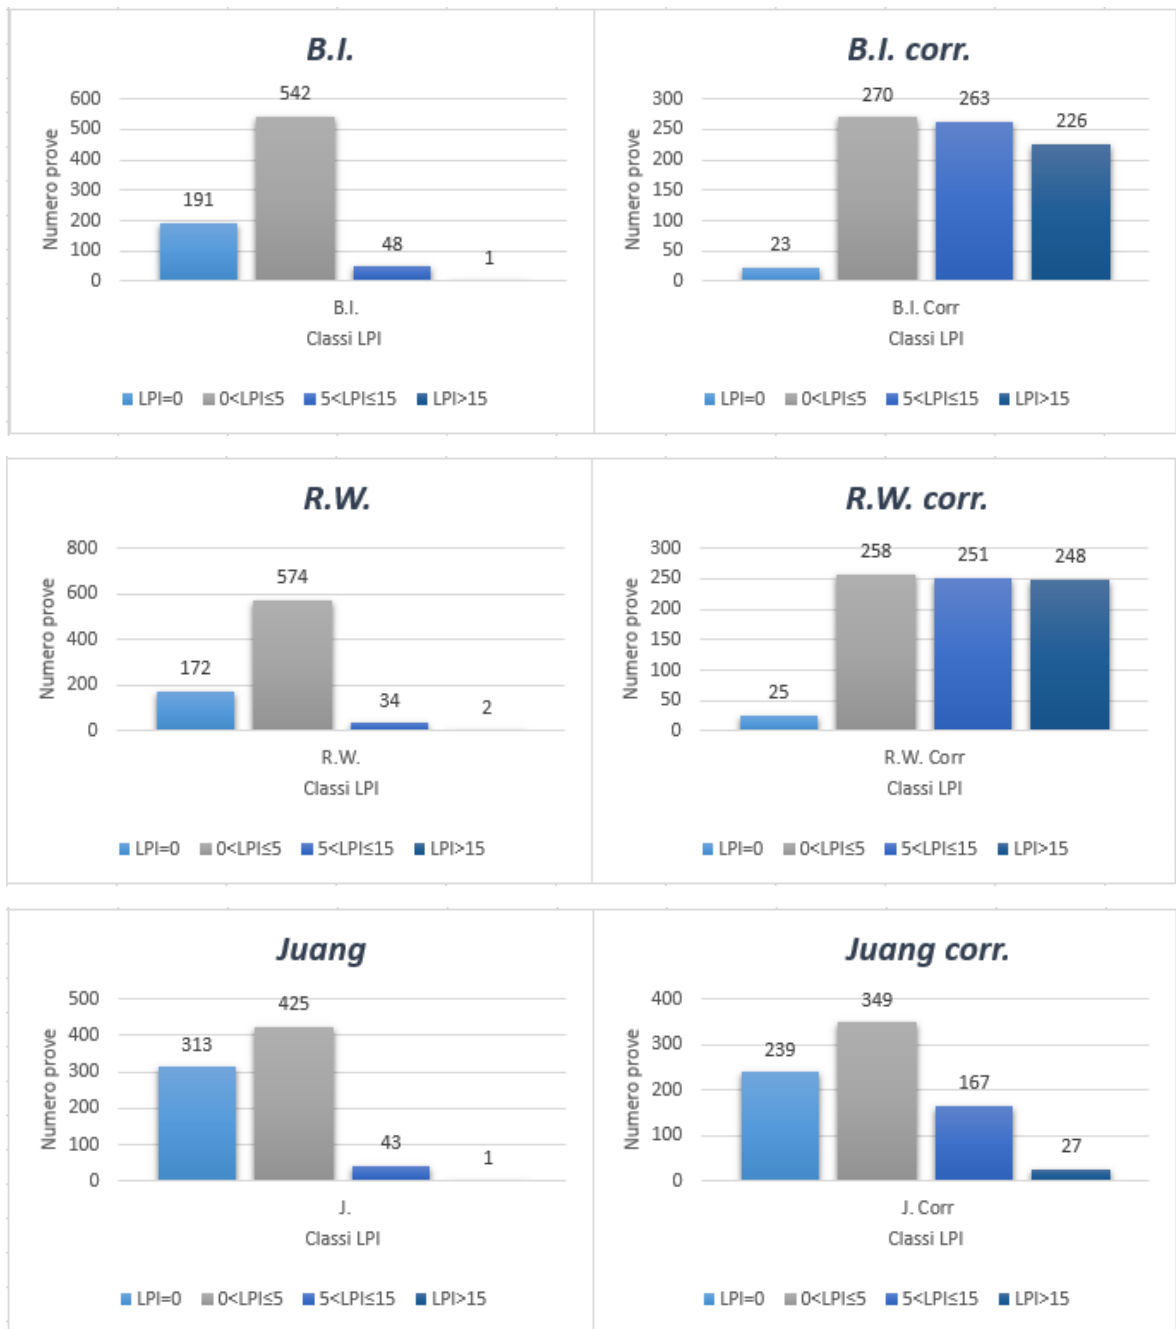 B.I.
600
500
400
300
200
100
0
Numero prove
191
542
48
1
B.I.
Classi LPI
LPI=0 0<LPI≤5 5<LPI≤15 LPI>15
B.I. corr.
300
250
200
150
100
50
0
Numero prove
23
270
263
226
B.I. Corr
Classi LPI
LPI=0 0<LPI≤5 5<LPI≤15 LPI>15
R.W.
800
600
400
200
0
Numero prove
172
574
34
2
R.W.
Classi LPI
LPI=0 0<LPI≤5 5<LPI≤15 LPI>15
R.W. corr.
300
250
200
150
100
50
0
Numero prove
25
258
251
248
R.W. Corr
Classi LPI
LPI=0 0<LPI≤5 5<LPI≤15 LPI>15
Juang
500
400
300
200
100
0
Numero prove
313
425
43
1
J.
Classi LPI
LPI=0 0<LPI≤5 5<LPI≤15 LPI>15
Juang corr.
400
300
200
100
0
Numero prove
239
349
167
27
J. Corr
Classi LPI
LPI=0 0<LPI≤5 5<LPI≤15 LPI>15